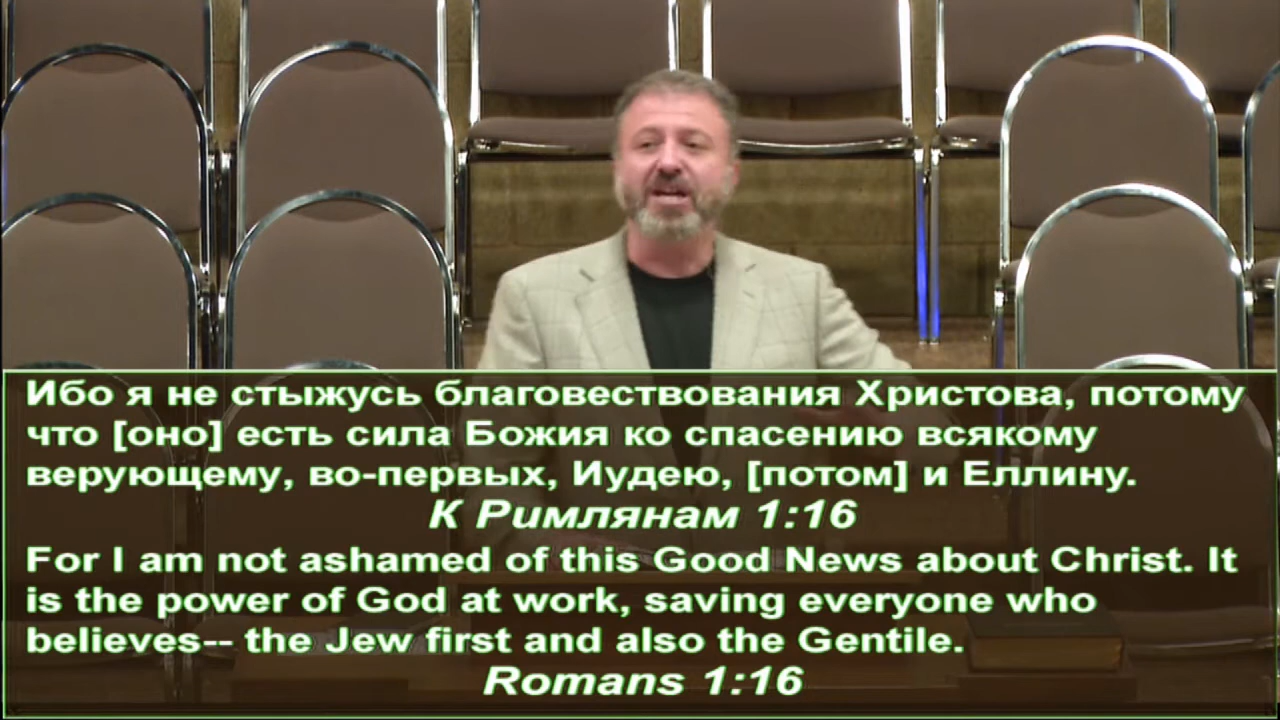 Ибо я не стыжусь благовествования Христова, потому
что [оно] есть сила Божия ко спасению всякому
верующему, во-первых, Иудею, [потом] и Еллину.
К Римлянам 1:16
For I am not ashamed of this Good News about Christ. It
is the power of God at work, saving everyone who
believes-- the Jew first and also the Gentile.
Romans 1:16